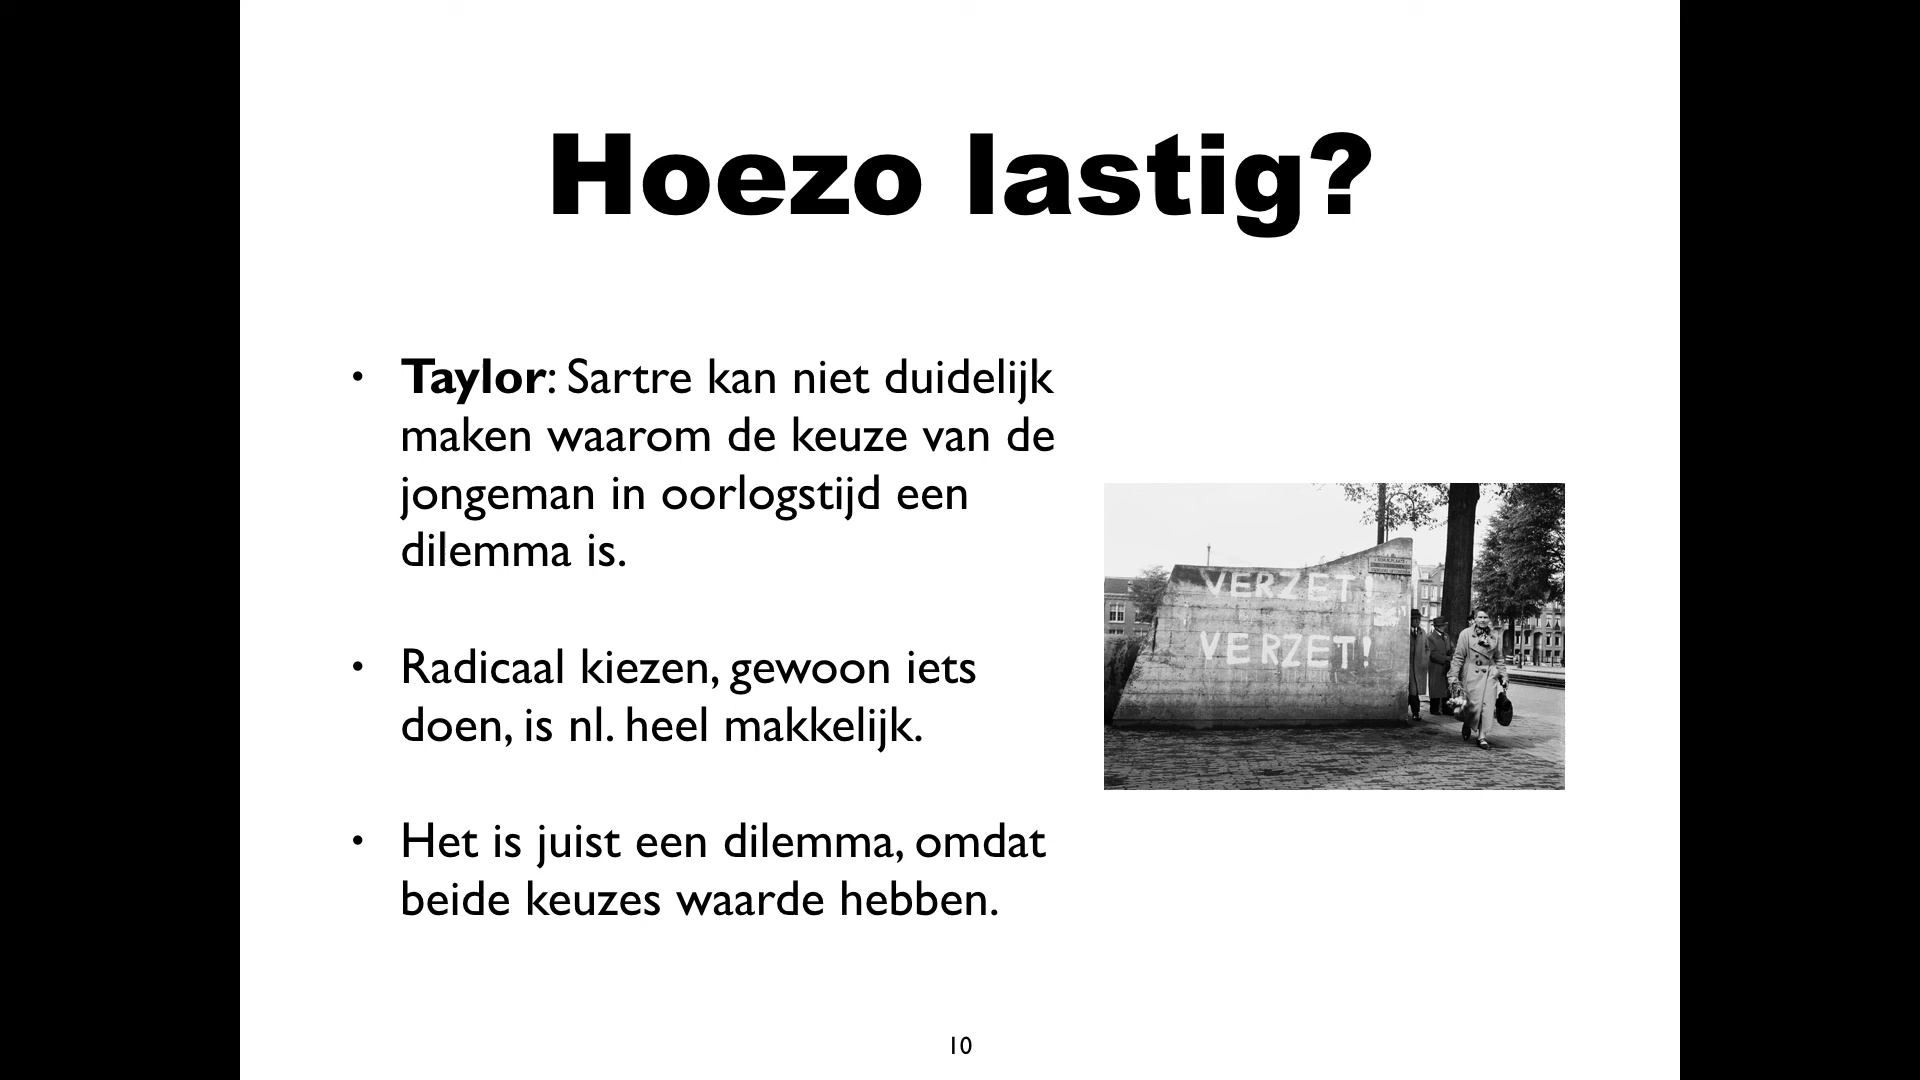 Hoezo lastig?
• Taylor: Sartre kan niet duidelijk
maken waarom de keuze van de
jongeman in oorlogstijd een
dilemma is.
• Radicaal kiezen, gewoon iets
doen, is nl. heel makkelijk.
• Het is juist een dilemma, omdat
beide keuzes waarde hebben.
VERZET!
VERZET!
10